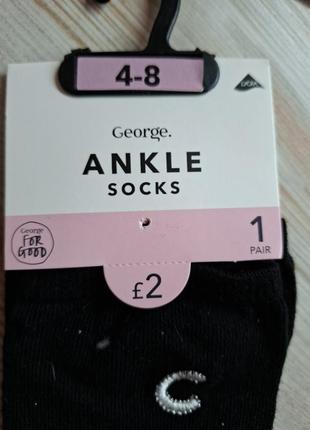 4-8
George.
ANKLE
SOCKS
George
FOR
GOOD
1
PAIR
£2
C